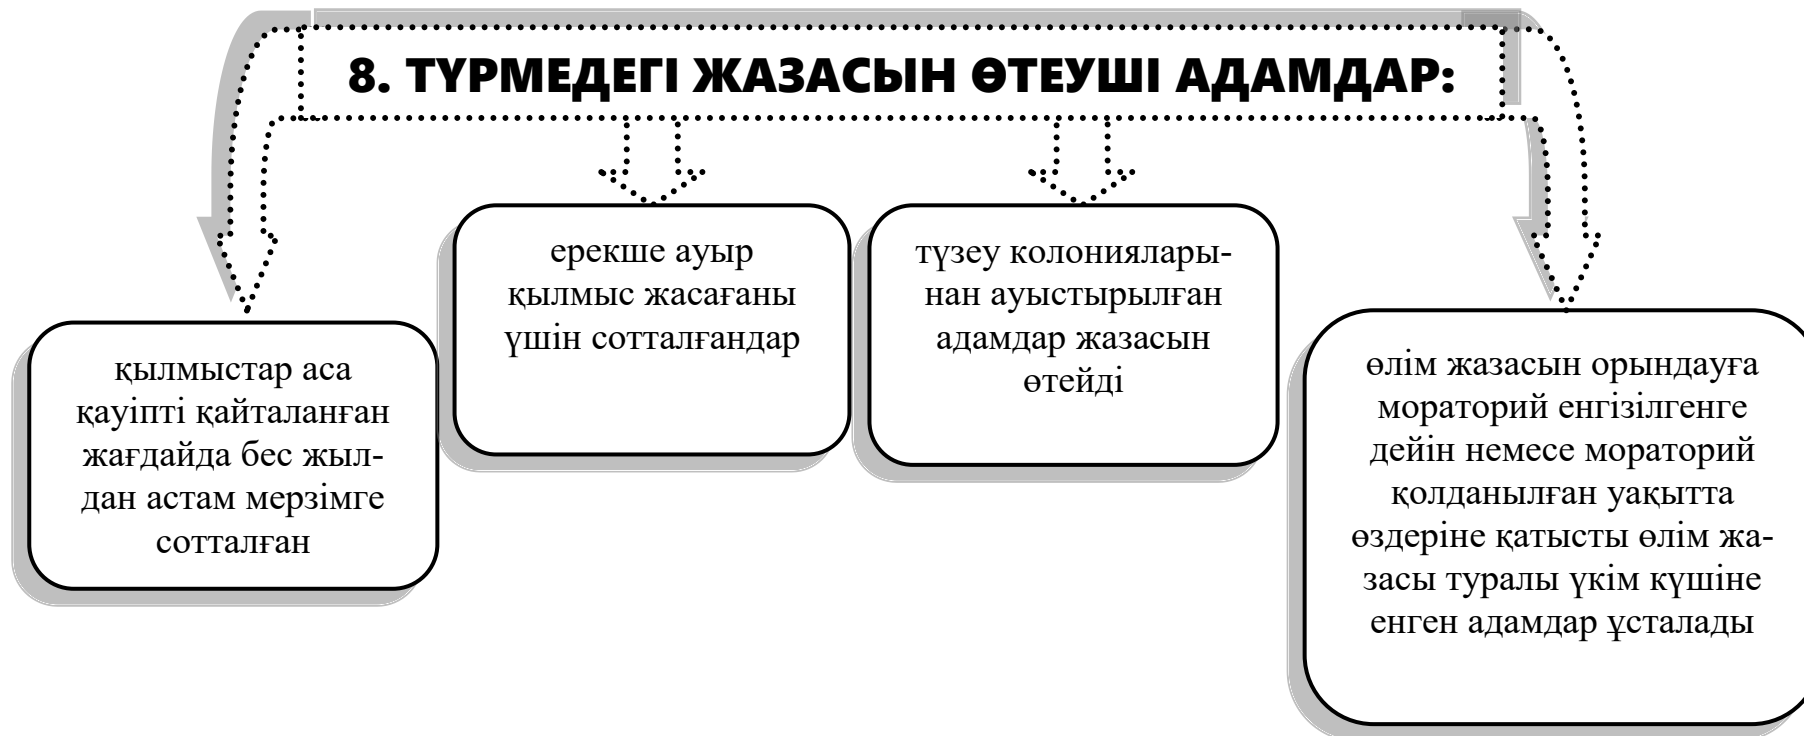 8. ТҮРМЕДЕГІ ЖАЗАСЫН ӨТЕУШІ АДАМДАР:
қылмыстар аса
қауіпті қайталанған
жағдайда бес жыл-
дан астам мерзімге
сотталған
ерекше ауыр
қылмыс жасағаны
үшін сотталғандар
түзеу колониялары-
нан ауыстырылған
адамдар жазасын
өтейді
өлім жазасын орындауға
мораторий енгізілгенге
дейін немесе мораторий
қолданылған уақытта
өздеріне қатысты өлім жа-
засы туралы үкім күшіне
енген адамдар ұсталады